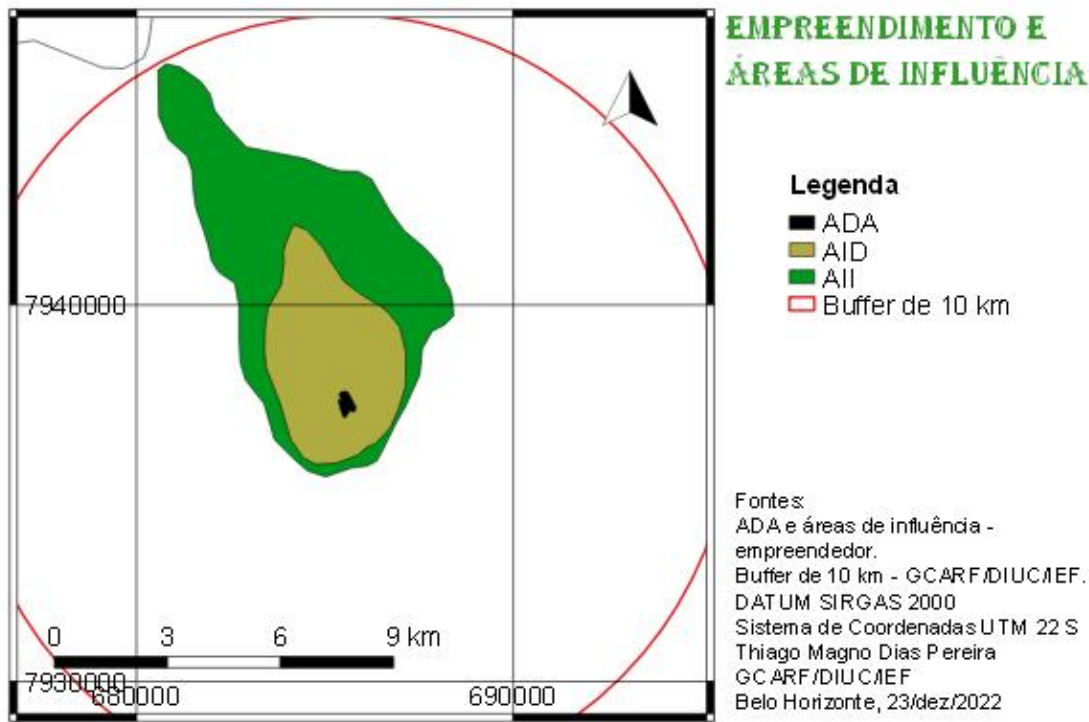 EMPREENDIMENTO E
ÁREAS DE INFLUÊNCIA
Legenda
ADA
AID
AII
Buffer de 10 km
7940000
0 3 6 9 km
7930000
680000 690000
Fontes:
ADA e áreas de influência -
empreendedor.
Buffer de 10 km - GCARF/DIUC/IEF.
DATUM SIRGAS 2000
Sistema de Coordenadas UTM 22 S
Thiago Magno Dias Pereira
GCARF/DIUC/IEF
Belo Horizonte, 23/dez/2022